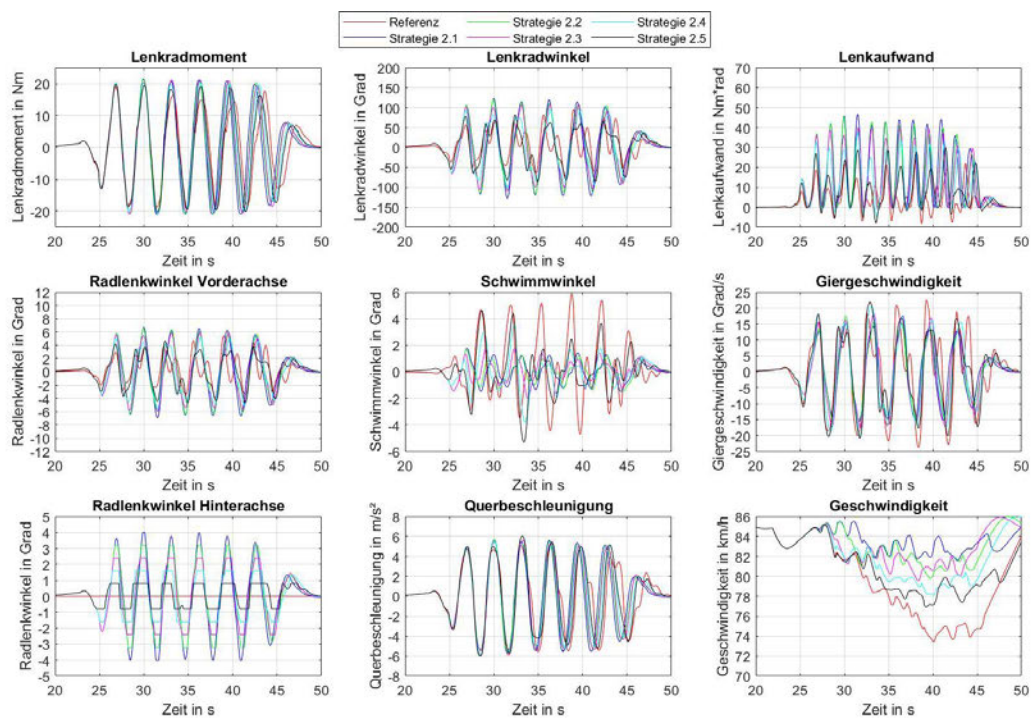 Referenz Strategie 2.2 Strategie 2.4
Strategie 2.1 Strategie 2.3 Strategie 2.5
Lenkradmoment Lenkradwinkel Lenkaufwand
Lenkradmoment in Nm
20
10
0
-10
-20
20 25 30 35 40 45 50
Zeit in s
Lenkradwinkel in Grad
200
150
100
50
0
-50
-100
-150
-200
20 25 30 35 40 45 50
Zeit in s
Lenkaufwand in Nm*rad
70
60
50
40
30
20
10
0
-10
20 25 30 35 40 45 50
Zeit in s
Radlenkwinkel Vorderachse Schwimmwinkel Giergeschwindigkeit
Radlenkwinkel in Grad
12
10
8
6
4
2
0
-2
-4
-6
-8
-10
-12
20 25 30 35 40 45 50
Zeit in s
Schwimmwinkel in Grad
6
4
2
0
-2
-4
-6
20 25 30 35 40 45 50
Zeit in s
Giergeschwindigkeit in Grad/s
25
20
15
10
5
0
-5
-10
-15
-20
-25
20 25 30 35 40 45 50
Zeit in s
Radlenkwinkel Hinterachse Querbeschleunigung Geschwindigkeit
Radlenkwinkel in Grad
5
4
3
2
1
0
-1
-2
-3
-4
-5
20 25 30 35 40 45 50
Zeit in s
Querbeschleunigung in m/s²
8
6
4
2
0
-2
-4
-6
-8
20 25 30 35 40 45 50
Zeit in s
Geschwindigkeit in km/h
86
84
82
80
78
76
74
72
70
20 25 30 35 40 45 50
Zeit in s